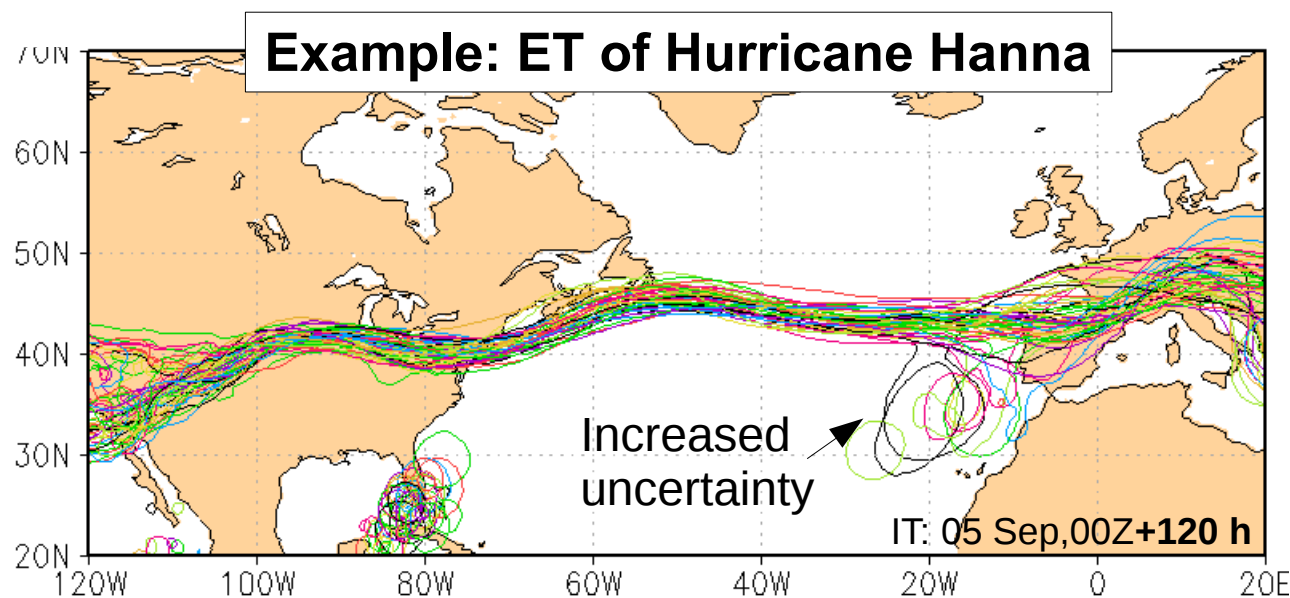 Example: ET of Hurricane Hanna
70N
60N
50N
40N
30N
20N
Increased
uncertainty
IT: 05 Sep,00Z+120 h
120W 100W 80W 60W 40W 20W 0 20E